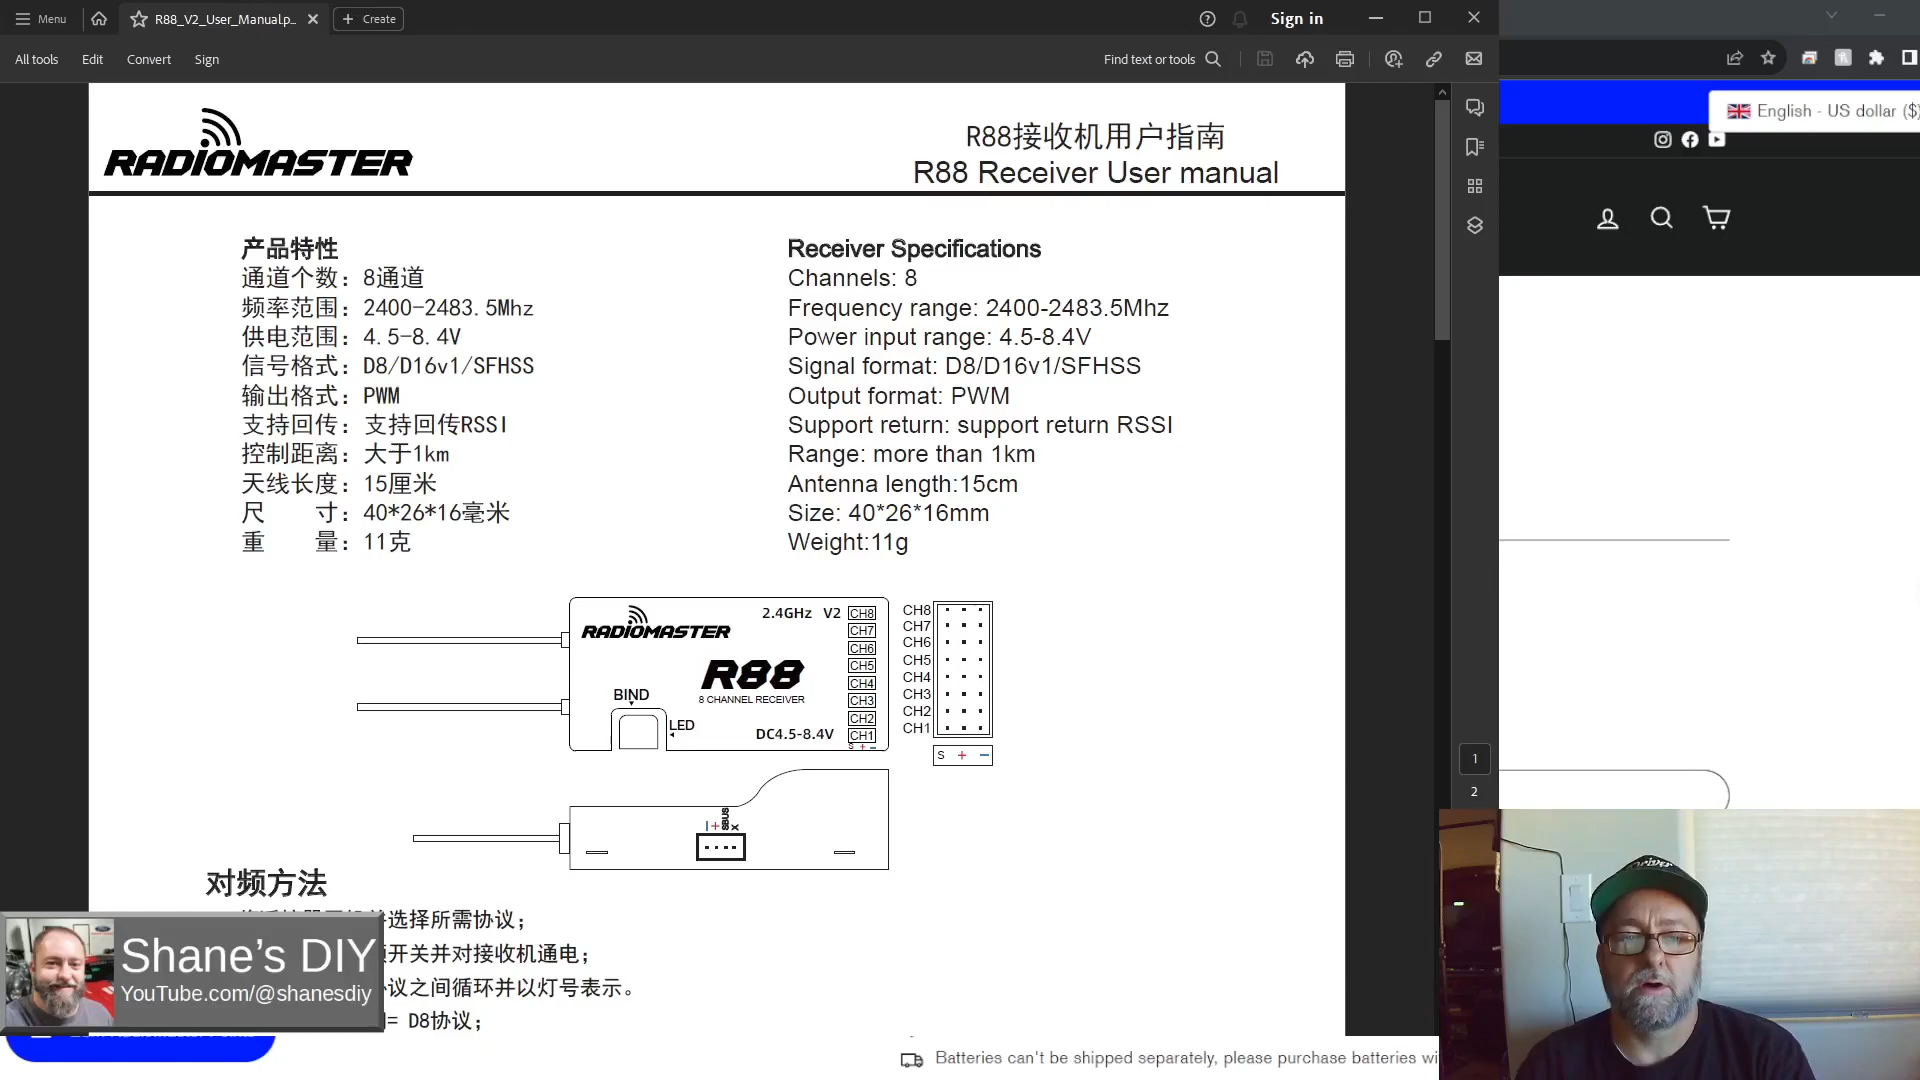 Menu
R88_V2_User_Manual.p...
Create
Sign in
All tools
Edit
Convert
Sign
Find text or tools
English - US dollar ($)
RADIOMASTER
R88接收机用户指南
R88 Receiver User manual
产品特性
通道个数：8通道
频率范围：2400-2483.5Mhz
供电范围：4.5-8.4V
信号格式：D8/D16v1/SFHSS
输出格式：PWM
支持回传：支持回传RSSI
控制距离：大于1km
天线长度：15厘米
尺 寸：40*26*16毫米
重 量：11克
Receiver Specifications
Channels: 8
Frequency range: 2400-2483.5Mhz
Power input range: 4.5-8.4V
Signal format: D8/D16v1/SFHSS
Output format: PWM
Support return: support return RSSI
Range: more than 1km
Antenna length:15cm
Size: 40*26*16mm
Weight:11g
RADIOMASTER
2.4GHz V2
R88
8 CHANNEL RECEIVER
BIND
LED
DC4.5-8.4V
CH8
CH7
CH6
CH5
CH4
CH3
CH2
CH1
S + −
CH8
CH7
CH6
CH5
CH4
CH3
CH2
CH1
S + −
− + SBUS X
1
2
对频方法
选择所需协议；
开关并对接收机通电；
议之间循环并以灯号表示。
= D8协议；
Shane's DIY
YouTube.com/@shanesdiy
Batteries can't be shipped separately, please purchase batteries wi